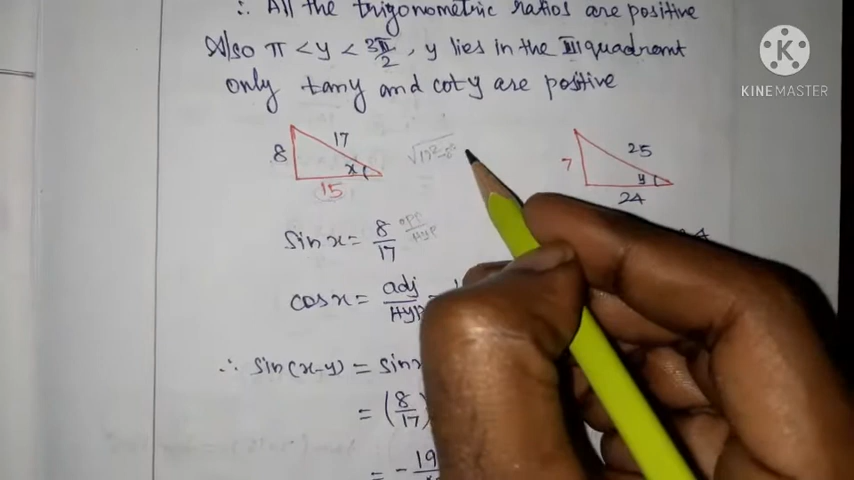 ∴ All the trigonometric ratios are positive
Also π < y < 3π/2, y lies in the III quadrant
only tan y and cot y are positive
KINEMASTER
8 17 x 15
√17²-8²
7 25 y 24
sin x = 8/17 opp/Hyp
cos x = adj/Hyp =
∴ sin(x-y) = sin x
= (8/17)
= - 19